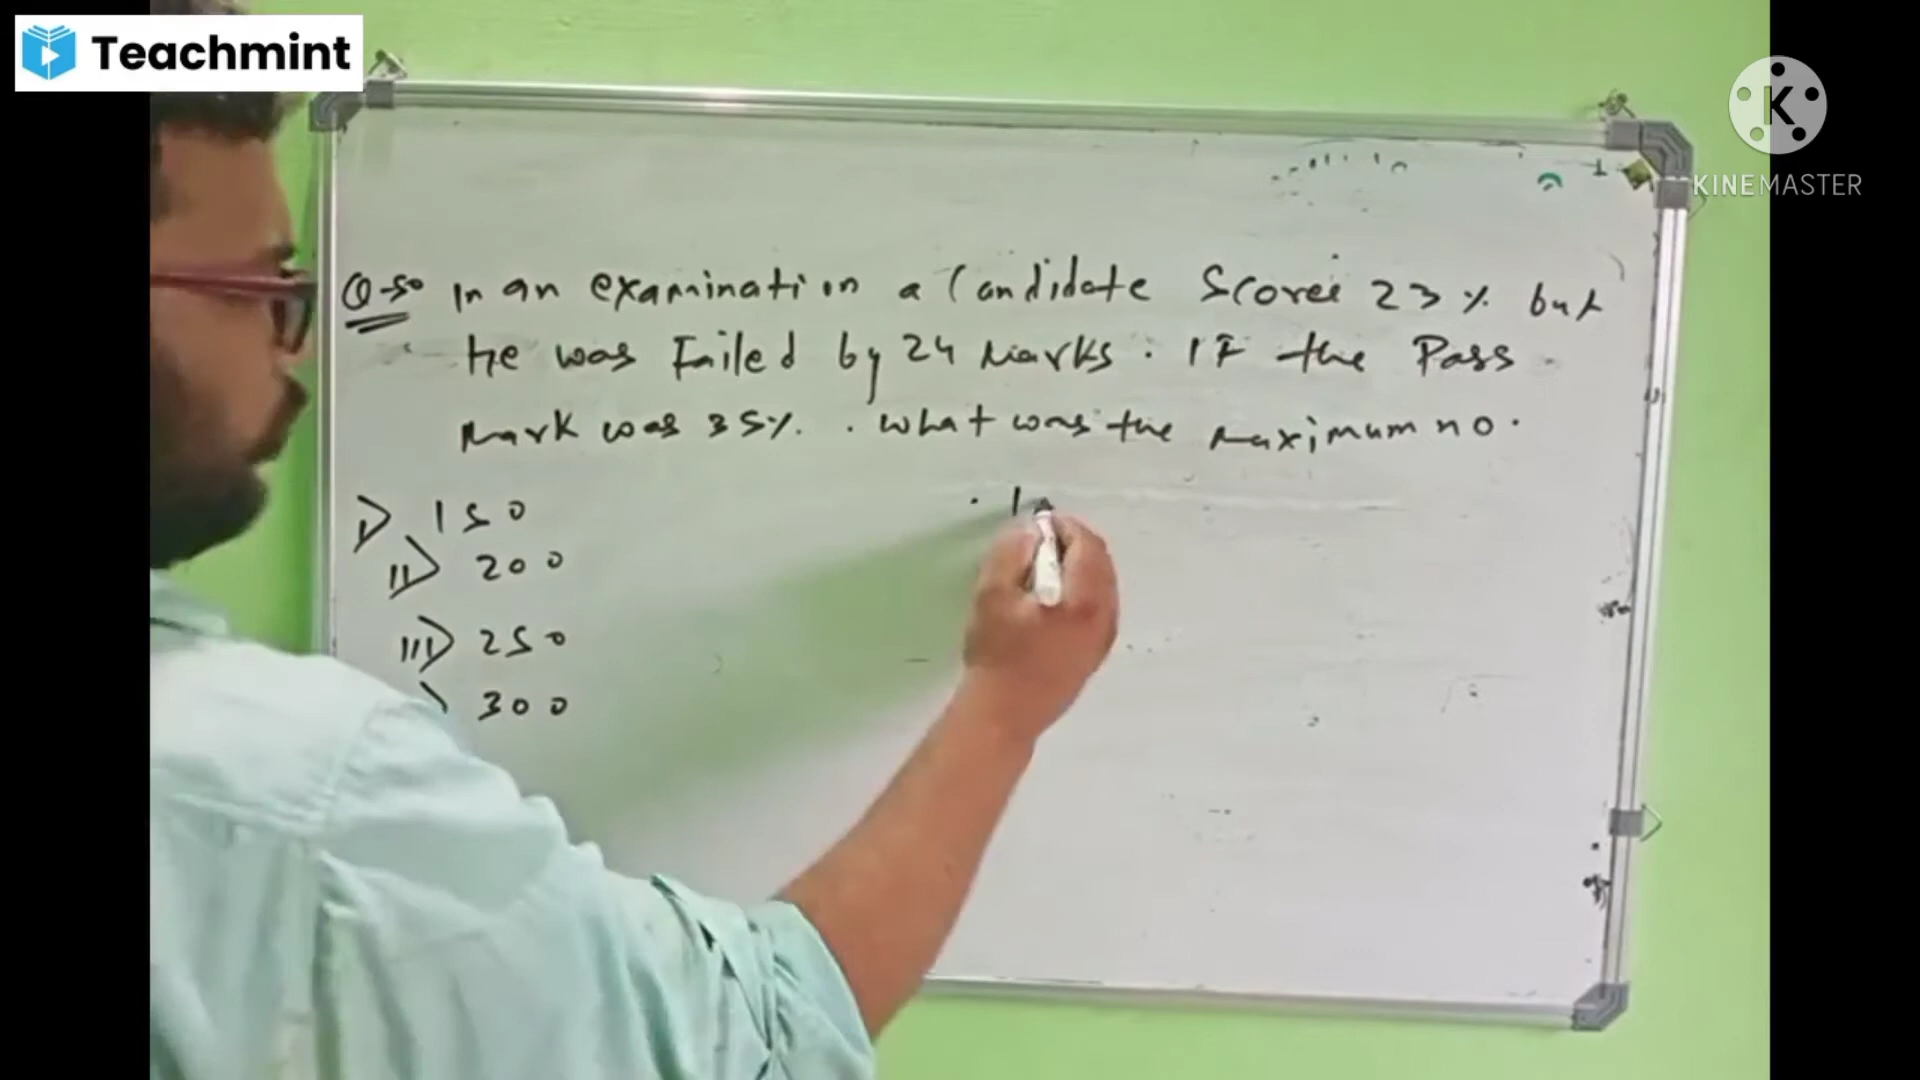 Teachmint
KINEMASTER
Q-50 In an examination a Candidate Scores 23% but
He was Failed by 24 Marks. IF the Pass
Mark was 35%. What was the maximum no.
I) 150
II) 200
III) 250
) 300